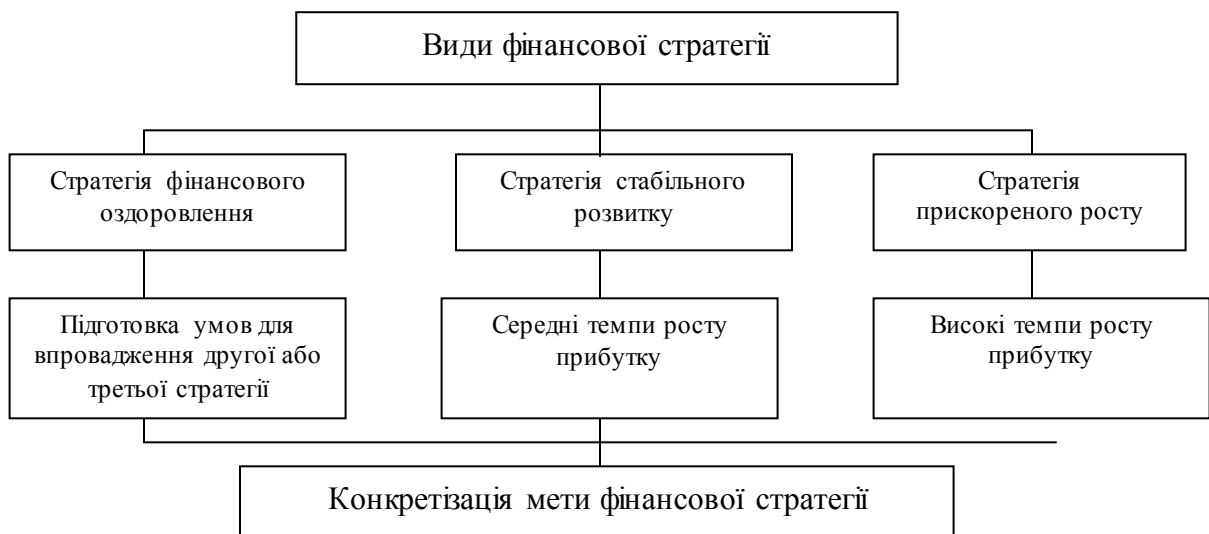 Види фінансової стратегії
Стратегія фінансового
оздоровлення
Стратегія стабільного
розвитку
Стратегія
прискореного росту
Підготовка умов для
впровадження другої або
третьої стратегії
Середні темпи росту
прибутку
Високі темпи росту
прибутку
Конкретізація мети фінансової стратегії